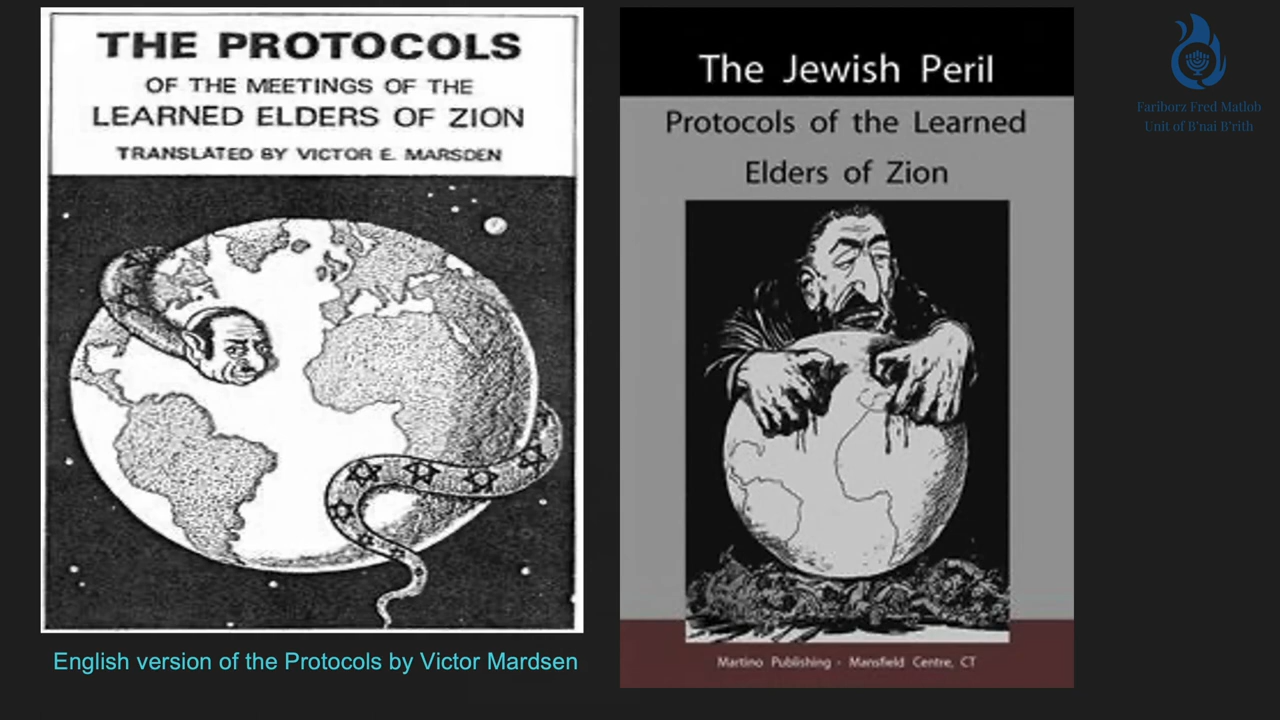 THE PROTOCOLS
OF THE MEETINGS OF THE
LEARNED ELDERS OF ZION
TRANSLATED BY VICTOR E. MARSDEN
English version of the Protocols by Victor Mardsen
The Jewish Peril
Protocols of the Learned
Elders of Zion
Martino Publishing - Mansfield Centre, CT
Fariborz Fred Matlob
Unit of B'nai B'rith